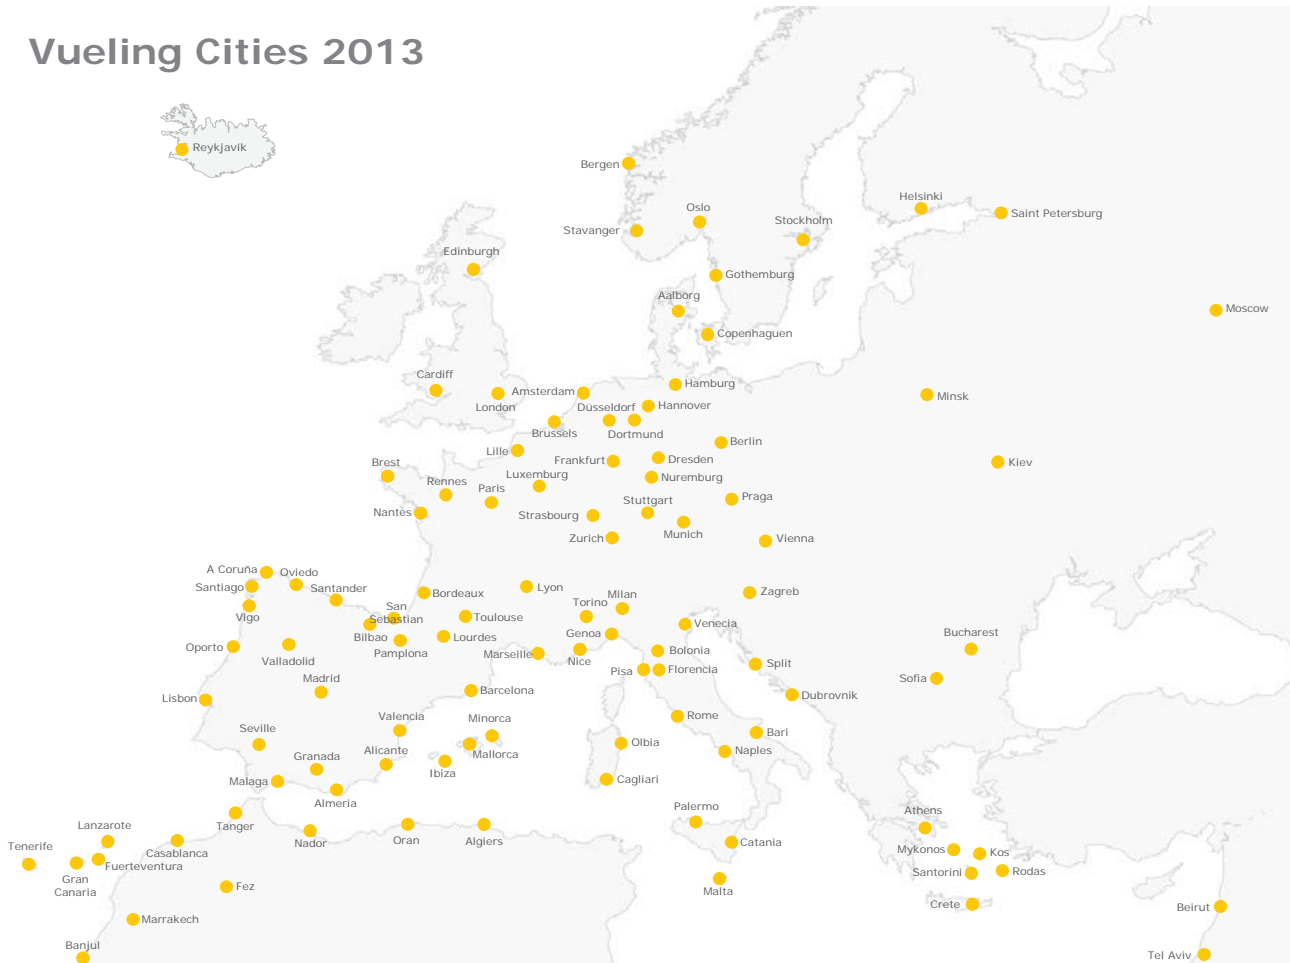 Vueling Cities 2013
Reykjavík
Bergen
Helsinki
Oslo
Saint Petersburg
Stockholm
Stavanger
Edinburgh
Gothemburg
Aalborg
Moscow
Copenhaguen
Cardiff
Hamburg
Amsterdam
Minsk
London
Düsseldorf
Hannover
Brussels
Dortmund
Berlin
Lille
Frankfurt
Dresden
Kiev
Brest
Luxemburg
Nuremburg
Rennes
Paris
Praga
Stuttgart
Nantes
Strasbourg
Munich
Zurich
Vienna
A Coruña
Oviedo
Santiago
Santander
Bordeaux
Lyon
Milan
Zagreb
San
Sebastian
Torino
Vigo
Toulouse
Venecia
Bilbao
Lourdes
Genoa
Bucharest
Oporto
Valladolid
Pamplona
Marseille
Nice
Bolonia
Split
Pisa
Florencia
Madrid
Sofia
Lisbon
Barcelona
Dubrovnik
Valencia
Minorca
Rome
Seville
Bari
Granada
Alicante
Mallorca
Olbia
Naples
Ibiza
Malaga
Cagliari
Almeria
Palermo
Athens
Tanger
Lanzarote
Nador
Oran
Algiers
Catania
Tenerife
Casablanca
Mykonos
Kos
Fuerteventura
Gran
Canaria
Santorini
Rodas
Fez
Malta
Crete
Beirut
Marrakech
Banjul
Tel Aviv